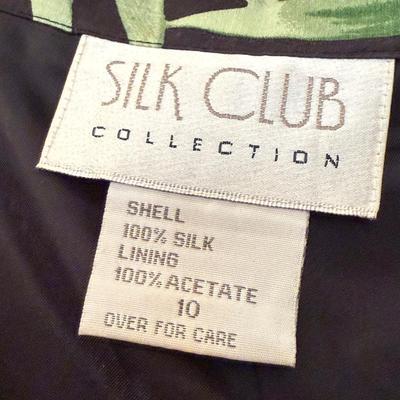 SILK CLUB
COLLECTION
SHELL
100% SILK
LINING
100% ACETATE
10
OVER FOR CARE